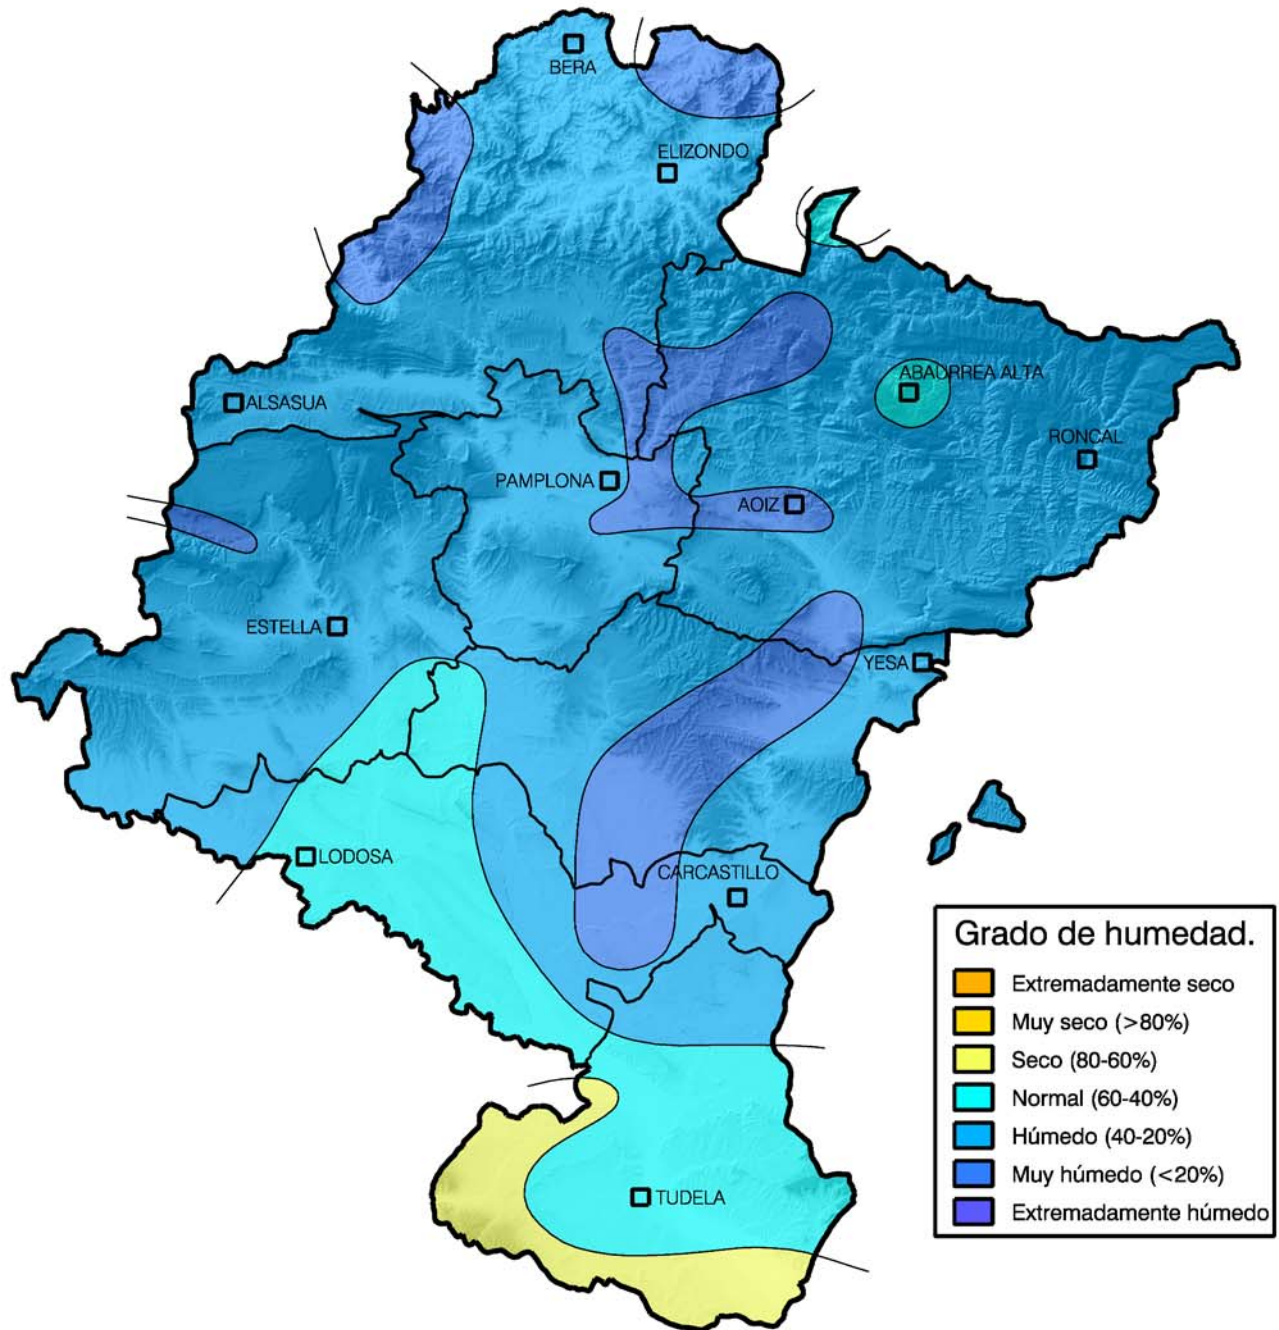 BERA
ELIZONDO
ABAURREA ALTA
ALSASUA
RONCAL
PAMPLONA
AOIZ
ESTELLA
YESA
LODOSA
CARCASTILLO
TUDELA
Grado de humedad.
Extremadamente seco
Muy seco (>80%)
Seco (80-60%)
Normal (60-40%)
Húmedo (40-20%)
Muy húmedo (<20%)
Extremadamente húmedo